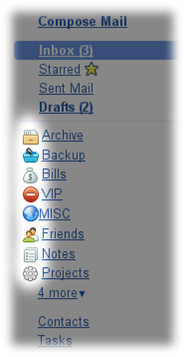 Compose Mail
Inbox (3)
Starred
Sent Mail
Drafts (2)
Archive
Backup
Bills
VIP
MISC
Friends
Notes
Projects
4 more▼
Contacts
Tasks